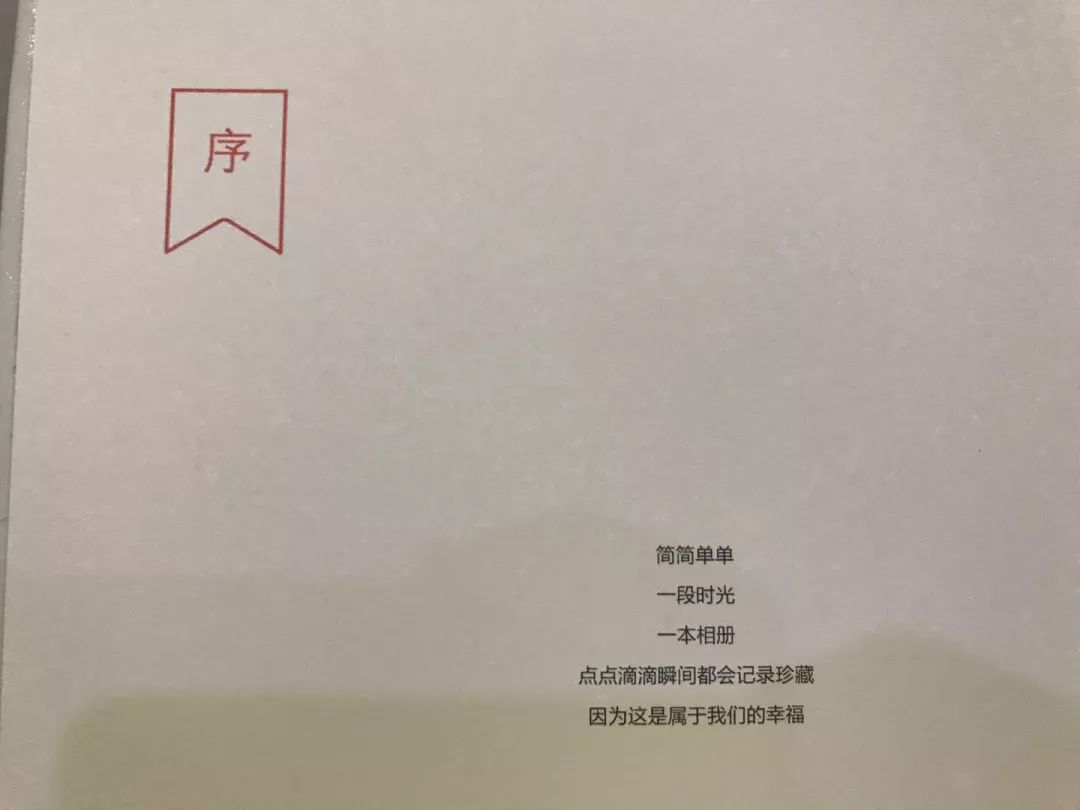 序
简简单单
一段时光
一本相册
点点滴滴瞬间都会记录珍藏
因为这是属于我们的幸福